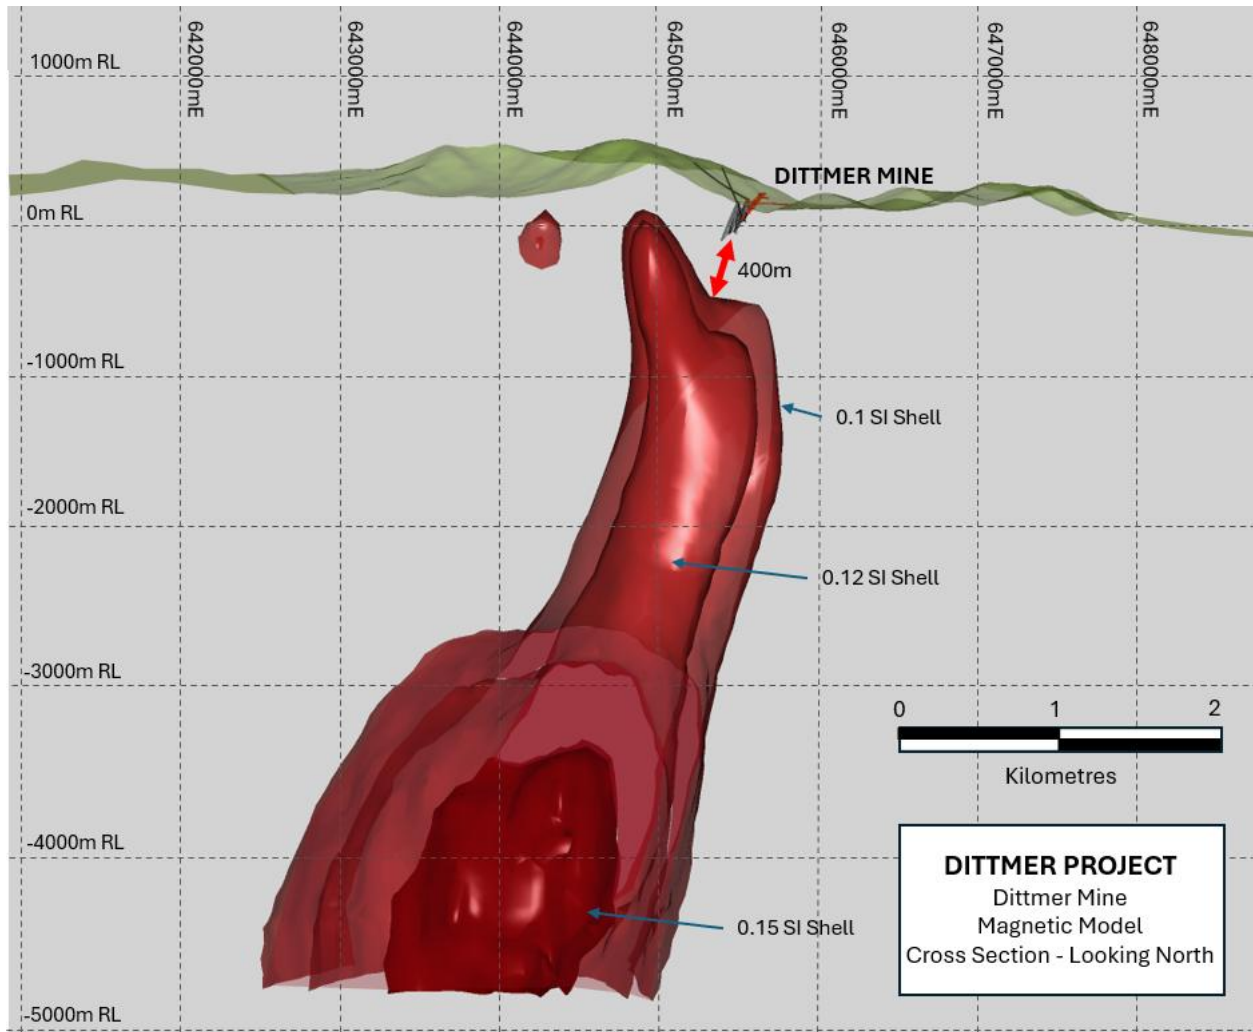 642000mE
643000mE
644000mE
645000mE
646000mE
647000mE
648000mE
1000m RL
DITTMER MINE
0m RL
400m
-1000m RL
0.1 SI Shell
-2000m RL
0.12 SI Shell
-3000m RL
0 1 2
Kilometres
-4000m RL
DITTMER PROJECT
Dittmer Mine
Magnetic Model
Cross Section - Looking North
0.15 SI Shell
-5000m RL